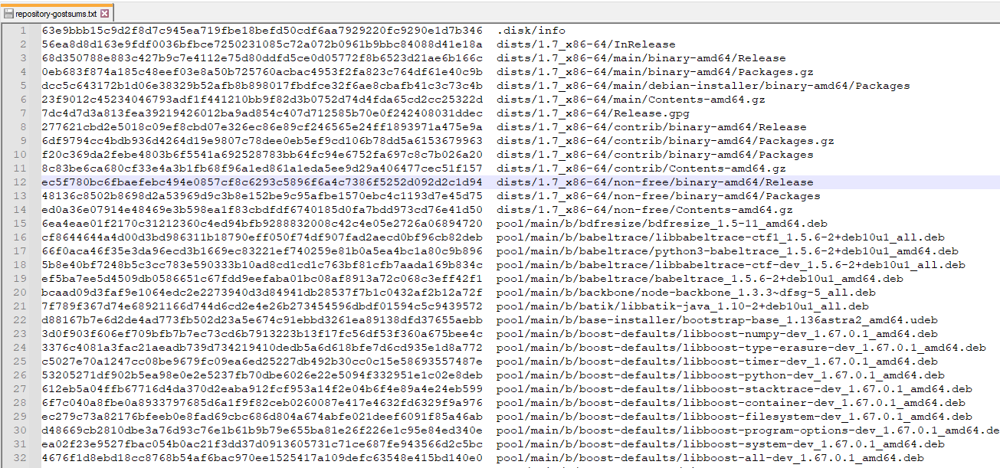 repository-gostsums.txt
1 63e9bbb15c9d2f8d7c945ea719fbe18befd50cdf6aa7929220fc9290e1d7b346 .disk/info
2 56ea8d8d163e9fdf0036bfbce7250231085c72a072b0961b9bbc84088d41e18a dists/1.7_x86-64/InRelease
3 68d350788e883c427b9c7e4112e75d80ddfd5ce0d05772f8b6523d21ae6b166c dists/1.7_x86-64/main/binary-amd64/Release
4 0eb683f874a185c48eef03e8a50b725760acbac4953f2fa823c764df61e40c9b dists/1.7_x86-64/main/binary-amd64/Packages.gz
5 dcc5c643172b1d06e38329b52afb8b898017fbdfce32f6ae8cbafb41c3c73c4b dists/1.7_x86-64/main/debian-installer/binary-amd64/Packages
6 23f9012c45234046793adf1f441210bb9f82d3b0752d74d4fda65cd2cc25322d dists/1.7_x86-64/main/Contents-amd64.gz
7 7dc4d7d3a813fea39219426012ba9ad854c407d712585b70e0f242408031ddec dists/1.7_x86-64/Release.gpg
8 277621cbd2e5018c09ef8cbd07e326ec86e89cf246565e24ff1893971a475e9a dists/1.7_x86-64/contrib/binary-amd64/Release
9 6df9794cc4bdb936d4264d19e9807c78dee0eb5ef9cd106b78dd5a6153679963 dists/1.7_x86-64/contrib/binary-amd64/Packages.gz
10 f20c369da2febe4803b6f5541a692528783bb64fc94e6752fa697c8c7b026a20 dists/1.7_x86-64/contrib/binary-amd64/Packages
11 8c83be6ca680cf33e4a3b1fb68f96a1ed861a1eda5ee9d29a406477cec51f157 dists/1.7_x86-64/contrib/Contents-amd64.gz
12 ec5f780bc6fbaefebc494e0857cf8c6293c5896f6a4c7386f5252d092d2c1d94 dists/1.7_x86-64/non-free/binary-amd64/Release
13 48136c8502b8698d2a53969d9c3b8e152be9c95afbe1570ebc4c1193d7e45d75 dists/1.7_x86-64/non-free/binary-amd64/Packages
14 ed0a36e07914e48469e3b598ea1f83cbdfdf6740185d0fa7bdd973cd76e41d50 dists/1.7_x86-64/non-free/Contents-amd64.gz
15 6ea4eae01f2170c31212360c4ed94bfb9288832008c42c4e05e2726a06894720 pool/main/b/bdfresize/bdfresize_1.5-11_amd64.deb
16 cf8644644a4d00d3bd986311b18790eff050f74df907fad2aecd0bf96cb82deb pool/main/b/babeltrace/libbabeltrace-ctf1_1.5.6-2+deb10u1_all.deb
17 66f0aca46f35e3da96ecd3b1669ec83221ef740259e81b0a5ea4bc1a80c9b896 pool/main/b/babeltrace/python3-babeltrace_1.5.6-2+deb10u1_amd64.deb
18 5b8e40bf7248b5c3cc783e590333b10ad8cd1cd1c763bf81cfb7aada169b834c pool/main/b/babeltrace/libbabeltrace-ctf-dev_1.5.6-2+deb10u1_all.deb
19 ef5ba7ee5d4509db0586651c67fdd9eefaba01bc08af8913a72c068c3eff42f1 pool/main/b/babeltrace/babeltrace_1.5.6-2+deb10u1_amd64.deb
20 bcaad09d3faf9e1064edc2e2273940d3d84941db28537f7b1c0432af2b12a72f pool/main/b/backbone/node-backbone_1.3.3~dfsg-5_all.deb
21 7f789f367d74e68921166d744d6cd2e4e26b273454596dbdf01594c5c9439572 pool/main/b/batik/libbatik-java_1.10-2+deb10u1_all.deb
22 d88167b7e6d2de4ad773fb502d23a5e674c91ebbd3261ea89138dfd37655aebb pool/main/b/base-installer/bootstrap-base_1.136astra2_amd64.udeb
23 3d0f903f606ef709bfb7b7ec73cd6b7913223b13f17fc56df53f360a675bee4c pool/main/b/boost-defaults/libboost-numpy-dev_1.67.0.1_amd64.deb
24 3376c4081a3fac21aeadb739d734219410dedb5a6d618bfe7d6cd935e1d8a772 pool/main/b/boost-defaults/libboost-type-erasure-dev_1.67.0.1_amd64.deb
25 c5027e70a1247cc08be9679fc09ea6ed25227db492b30cc0c15e58693557487e pool/main/b/boost-defaults/libboost-timer-dev_1.67.0.1_amd64.deb
26 53205271df902b5ea98e0e2e5237fb70dbe6026e22e5094f332951e1c02e8deb pool/main/b/boost-defaults/libboost-python-dev_1.67.0.1_amd64.deb
27 612eb5a04ffb67716d4da370d2eaba912fcf953a14f2e04b6f4e89a4e24eb599 pool/main/b/boost-defaults/libboost-stacktrace-dev_1.67.0.1_amd64.deb
28 6f7c040a8fbe0a8933797685d6a1f9f82ceb0260087e417e4632fd6329f9a976 pool/main/b/boost-defaults/libboost-container-dev_1.67.0.1_amd64.deb
29 ec279c73a82176bfeeb0e8fad69cbc686d804a674abfe021deef6091f85a46ab pool/main/b/boost-defaults/libboost-filesystem-dev_1.67.0.1_amd64.deb
30 d48669cb2810dbe3a76d93c76e1b61b9b79e655ba81e26f226e1c95e84ed340e pool/main/b/boost-defaults/libboost-program-options-dev_1.67.0.1_amd64.de
31 ea02f23e9527fbac054b0ac21f3dd37d0913605731c71ce687fe943566d2c5bc pool/main/b/boost-defaults/libboost-system-dev_1.67.0.1_amd64.deb
32 4676f1d8ebd18cc8768b54af6bac970ee1525417a109defc63548e415bd140e0 pool/main/b/boost-defaults/libboost-all-dev_1.67.0.1_amd64.deb